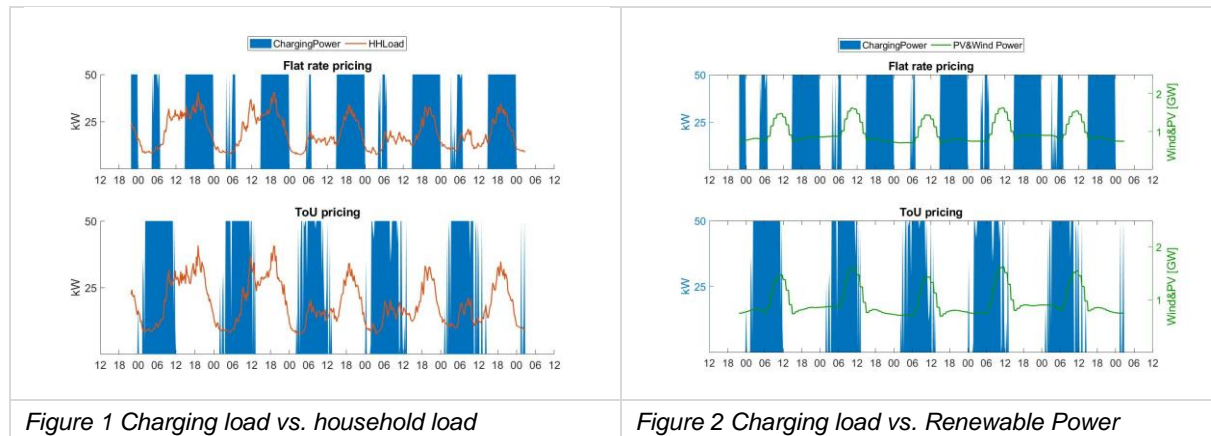 ChargingPower HHLoad
Flat rate pricing
50
25
kW
12 18 00 06 12 18 00 06 12 18 00 06 12 18 00 06 12 18 00 06 12 18 00 06 12
ToU pricing
50
25
kW
12 18 00 06 12 18 00 06 12 18 00 06 12 18 00 06 12 18 00 06 12 18 00 06 12
Figure 1 Charging load vs. household load
ChargingPower PV&Wind Power
Flat rate pricing
50
25
kW
2
1
Wind&PV [GW]
12 18 00 06 12 18 00 06 12 18 00 06 12 18 00 06 12 18 00 06 12 18 00 06 12
ToU pricing
50
25
kW
2
1
Wind&PV [GW]
12 18 00 06 12 18 00 06 12 18 00 06 12 18 00 06 12 18 00 06 12 18 00 06 12
Figure 2 Charging load vs. Renewable Power